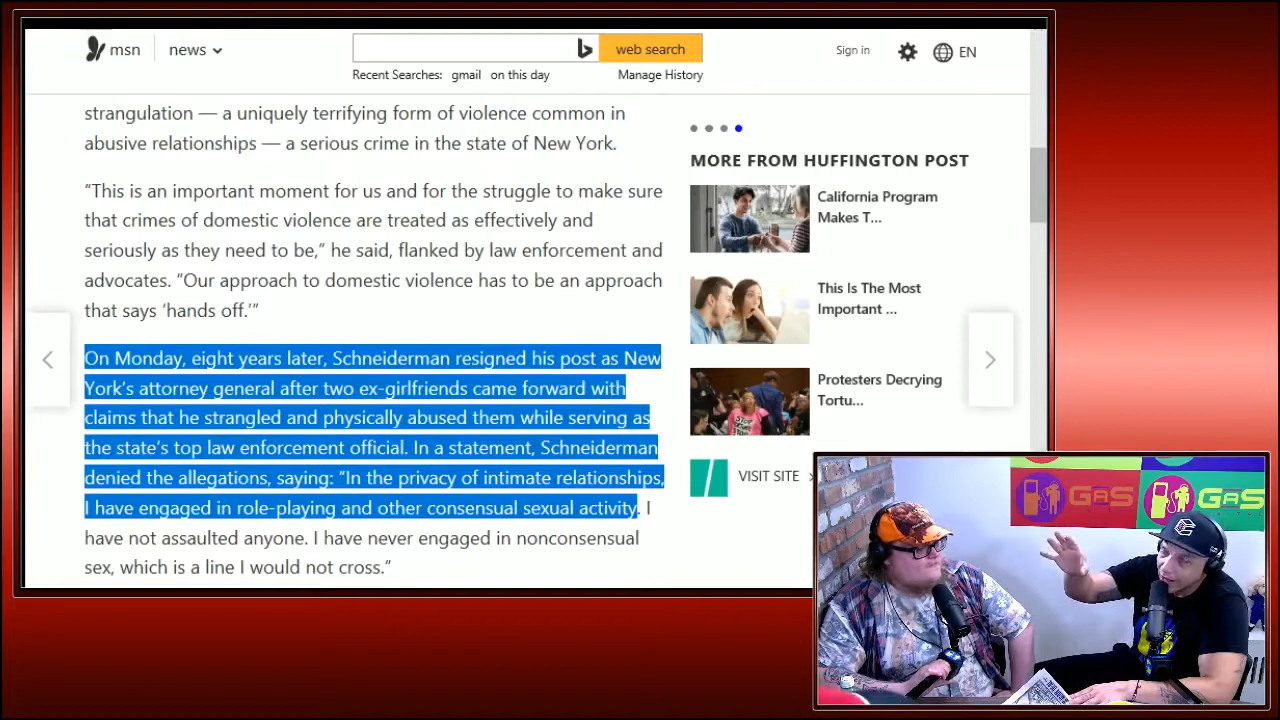 msn
news
web search
Sign in
EN
Recent Searches: gmail on this day
Manage History
strangulation — a uniquely terrifying form of violence common in
abusive relationships — a serious crime in the state of New York.
“This is an important moment for us and for the struggle to make sure
that crimes of domestic violence are treated as effectively and
seriously as they need to be,” he said, flanked by law enforcement and
advocates. “Our approach to domestic violence has to be an approach
that says ‘hands off.’”
On Monday, eight years later, Schneiderman resigned his post as New
York’s attorney general after two ex-girlfriends came forward with
claims that he strangled and physically abused them while serving as
the state’s top law enforcement official. In a statement, Schneiderman
denied the allegations, saying: “In the privacy of intimate relationships,
I have engaged in role-playing and other consensual sexual activity. I
have not assaulted anyone. I have never engaged in nonconsensual
sex, which is a line I would not cross.”
MORE FROM HUFFINGTON POST
California Program
Makes T...
This Is The Most
Important ...
Protesters Decrying
Tortu...
VISIT SITE
GAS
GAS